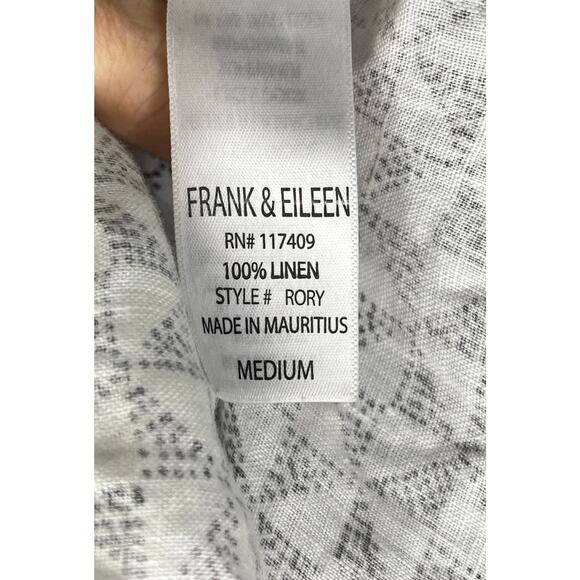 FRANK & EILEEN
RN# 117409
100% LINEN
STYLE # RORY
MADE IN MAURITIUS
MEDIUM